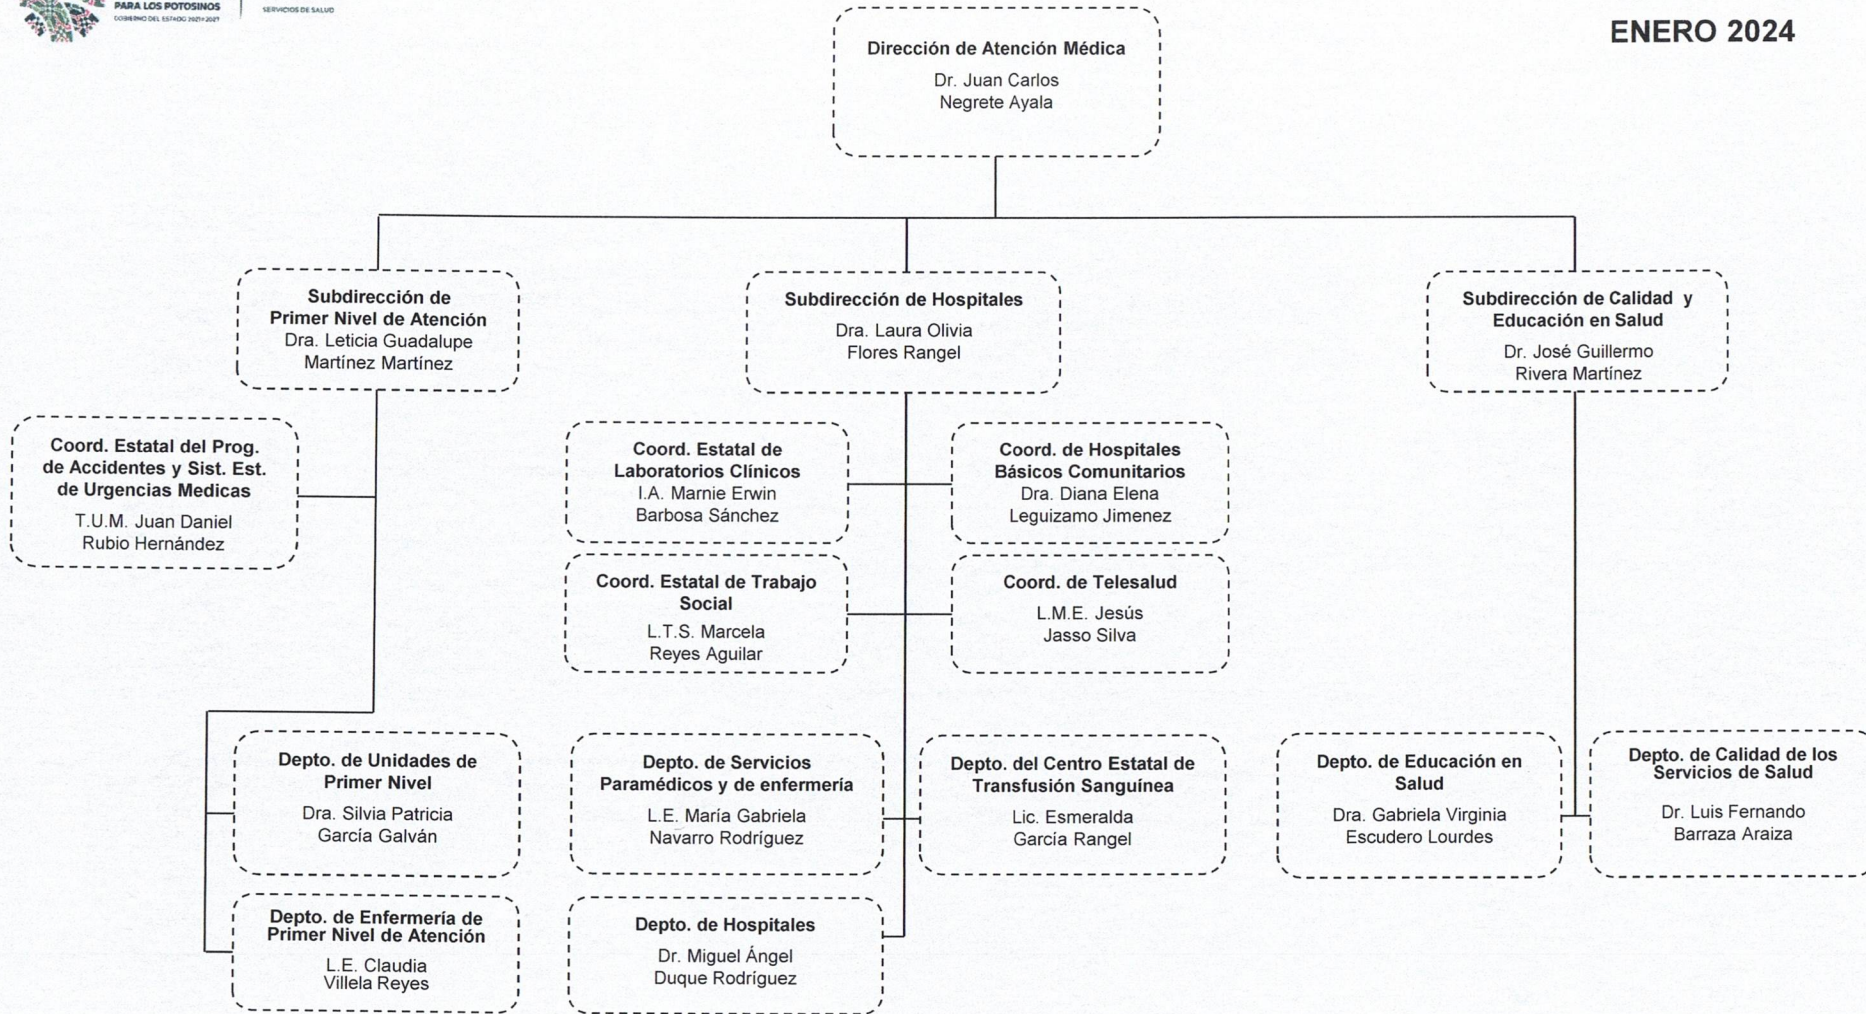 PARA LOS POTOSINOS
GOBIERNO DEL ESTADO 2021-2027
SERVICIOS DE SALUD
ENERO 2024
Dirección de Atención Médica
Dr. Juan Carlos
Negrete Ayala
Subdirección de
Primer Nivel de Atención
Dra. Leticia Guadalupe
Martínez Martínez
Subdirección de Hospitales
Dra. Laura Olivia
Flores Rangel
Subdirección de Calidad y
Educación en Salud
Dr. José Guillermo
Rivera Martínez
Coord. Estatal del Prog.
de Accidentes y Sist. Est.
de Urgencias Medicas
T.U.M. Juan Daniel
Rubio Hernández
Coord. Estatal de
Laboratorios Clínicos
I.A. Marnie Erwin
Barbosa Sánchez
Coord. de Hospitales
Básicos Comunitarios
Dra. Diana Elena
Leguizamo Jimenez
Coord. Estatal de Trabajo
Social
L.T.S. Marcela
Reyes Aguilar
Coord. de Telesalud
L.M.E. Jesús
Jasso Silva
Depto. de Unidades de
Primer Nivel
Dra. Silvia Patricia
García Galván
Depto. de Servicios
Paramédicos y de enfermería
L.E. María Gabriela
Navarro Rodríguez
Depto. del Centro Estatal de
Transfusión Sanguínea
Lic. Esmeralda
García Rangel
Depto. de Educación en
Salud
Dra. Gabriela Virginia
Escudero Lourdes
Depto. de Calidad de los
Servicios de Salud
Dr. Luis Fernando
Barraza Araiza
Depto. de Enfermería de
Primer Nivel de Atención
L.E. Claudia
Villela Reyes
Depto. de Hospitales
Dr. Miguel Ángel
Duque Rodríguez